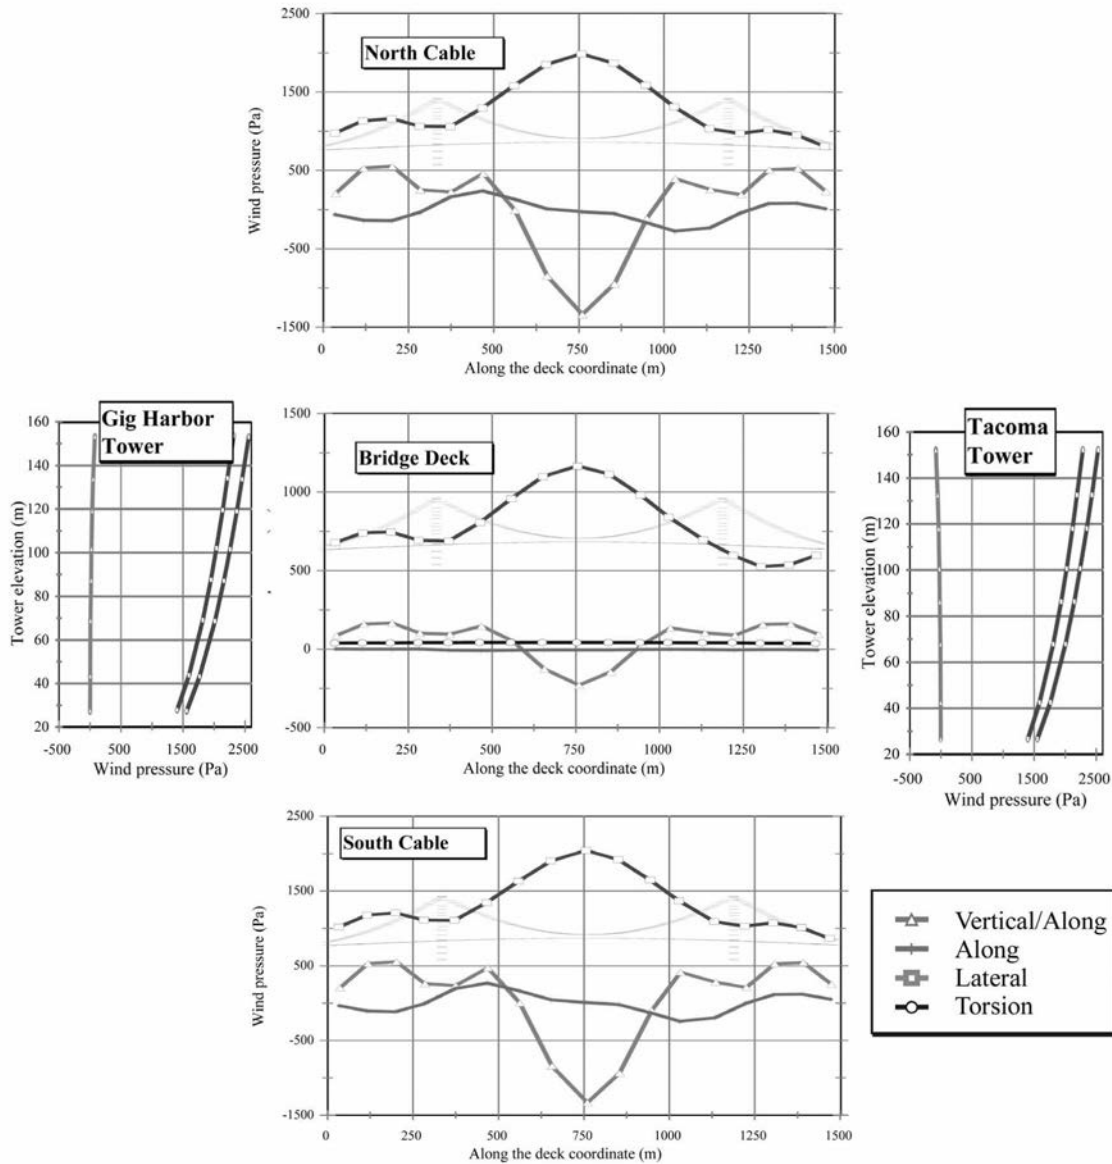 North Cable
Wind pressure (Pa)
2500
1500
500
-500
-1500
0 250 500 750 1000 1250 1500
Along the deck coordinate (m)
Gig Harbor
Tower
Tower elevation (m)
160
140
120
100
80
60
40
20
-500 500 1500 2500
Wind pressure (Pa)
Bridge Deck
1500
1000
500
0
-500
0 250 500 750 1000 1250 1500
Along the deck coordinate (m)
Tacoma
Tower
Tower elevation (m)
160
140
120
100
80
60
40
20
-500 500 1500 2500
Wind pressure (Pa)
South Cable
Wind pressure (Pa)
2500
1500
500
-500
-1500
0 250 500 750 1000 1250 1500
Along the deck coordinate (m)
Vertical/Along
Along
Lateral
Torsion